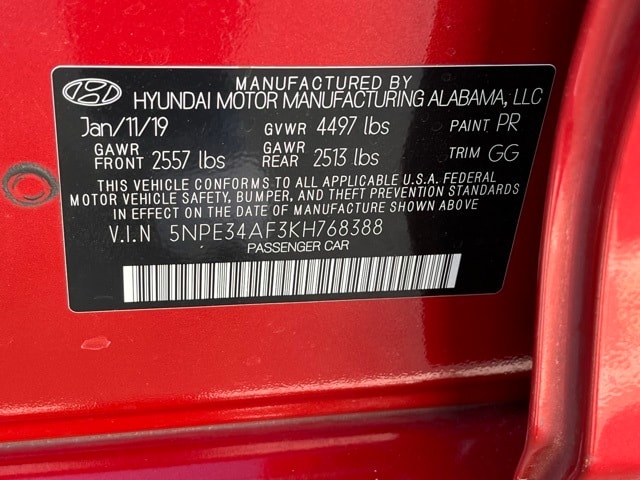 MANUFACTURED BY
HYUNDAI MOTOR MANUFACTURING ALABAMA, LLC
Jan/11/19 GVWR 4497 lbs PAINT PR
GAWR FRONT 2557 lbs GAWR REAR 2513 lbs TRIM GG
THIS VEHICLE CONFORMS TO ALL APPLICABLE U.S.A. FEDERAL
MOTOR VEHICLE SAFETY, BUMPER, AND THEFT PREVENTION STANDARDS
IN EFFECT ON THE DATE OF MANUFACTURE SHOWN ABOVE.
V.I.N 5NPE34AF3KH768388
PASSENGER CAR